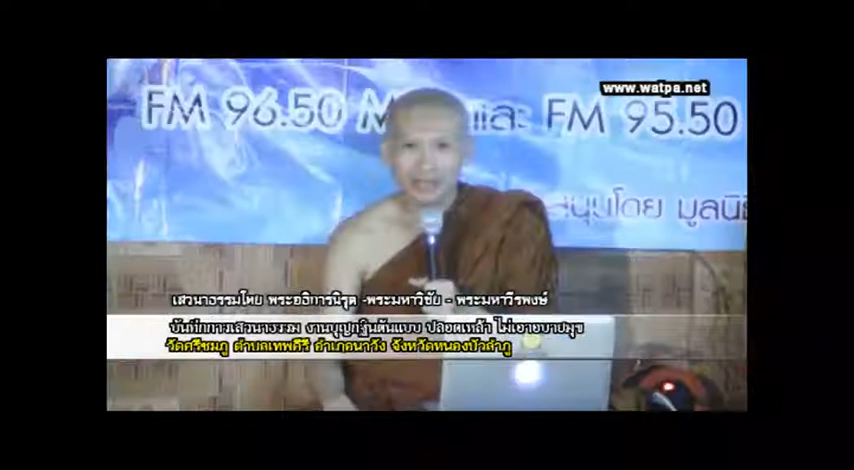 www.watpa.net
FM 96.50 M และ FM 95.50
สนุนโดย มูลนิธิ
เสวนาธรรมโดย พระอธิการนิรุต -พระมหาวิชัย - พระมหาวีรพงษ์
บันทึกการเสวนาธรรม งานบุญกฐินต้นแบบ ปลอดเหล้า ไม่เอาอบายมุข
วัดศรีชมภู ตำบลเทพคีรี อำเภอนาวัง จังหวัดหนองบัวลำภู